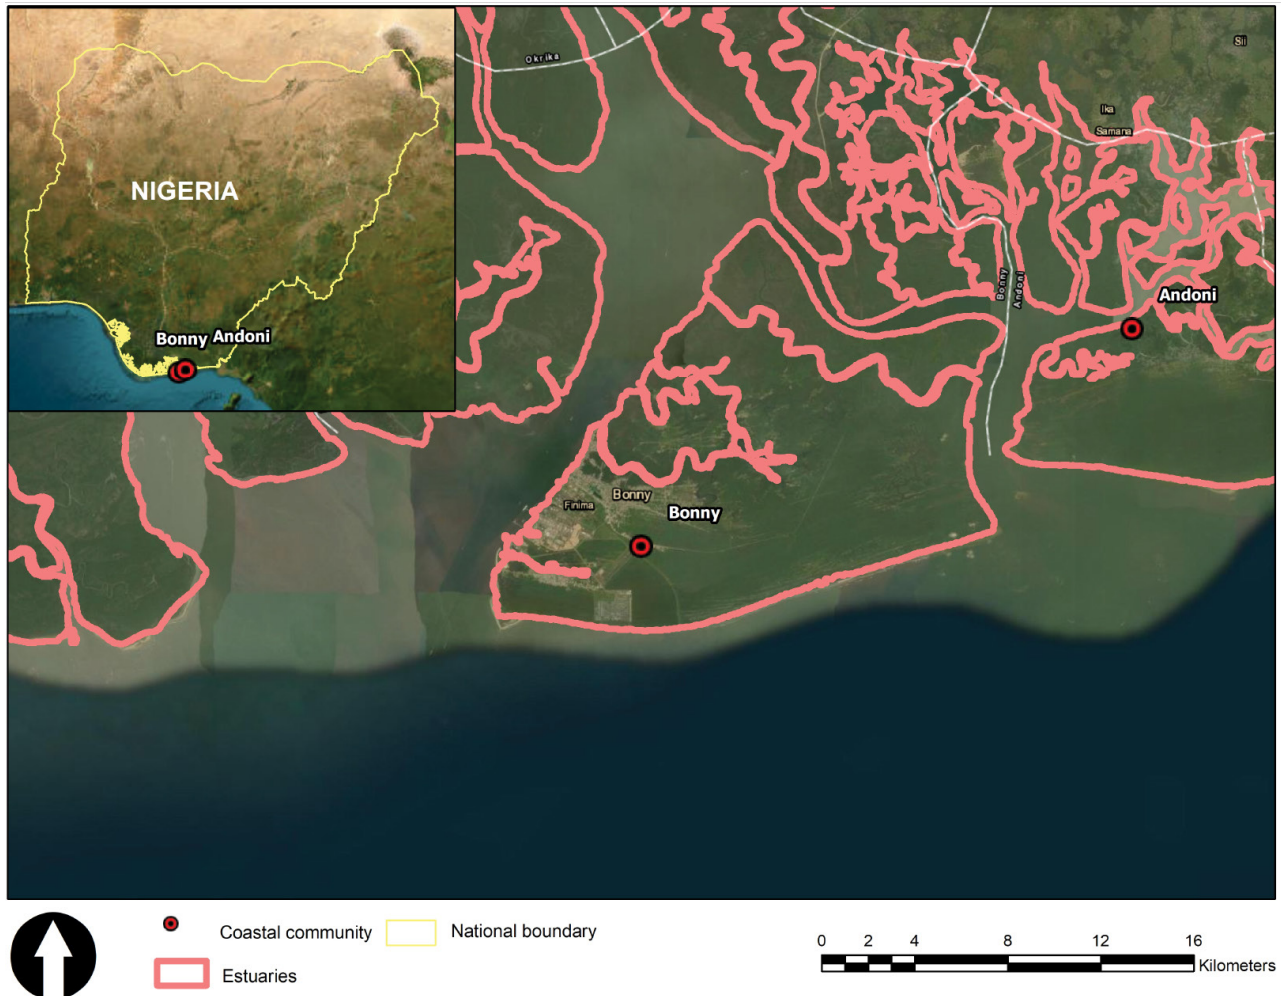 NIGERIA
Bonny Andoni
Okrika
Sii
Ika
Samana
Bonny
Andoni
Andoni
Bonny
Finima
Bonny
Coastal community
National boundary
Estuaries
0 2 4 8 12 16
Kilometers